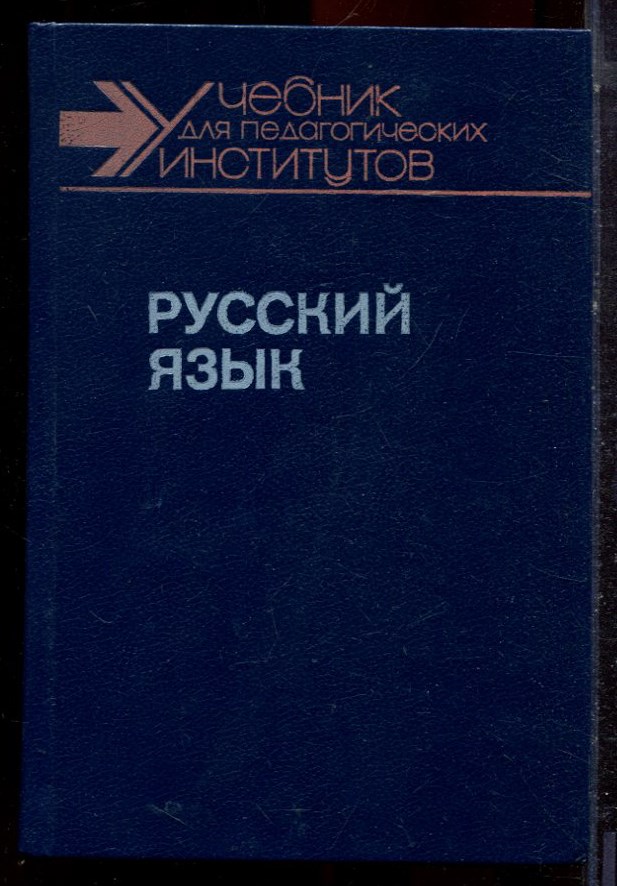 Учебник
для педагогических
институтов
РУССКИЙ
ЯЗЫК